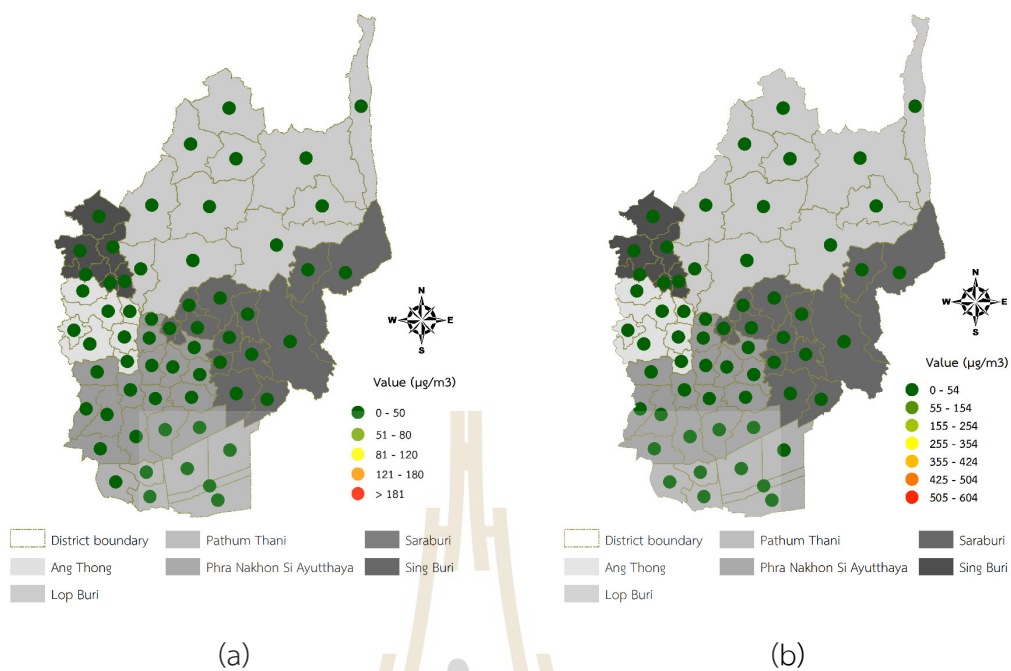 N
W E
S
Value (µg/m3)
0 - 50
51 - 80
81 - 120
121 - 180
> 181
District boundary
Pathum Thani
Saraburi
Ang Thong
Phra Nakhon Si Ayutthaya
Sing Buri
Lop Buri
(a)
N
W E
S
Value (µg/m3)
0 - 54
55 - 154
155 - 254
255 - 354
355 - 424
425 - 504
505 - 604
District boundary
Pathum Thani
Saraburi
Ang Thong
Phra Nakhon Si Ayutthaya
Sing Buri
Lop Buri
(b)